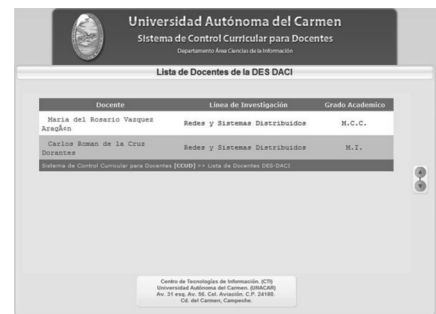 Universidad Autónoma del Carmen
Sistema de Control Curricular para Docentes
Departamento Área Ciencias de la Información
Lista de Docentes de la DES DACI
Docente Línea de Investigación Grado Academico
Maria del Rosario Vazquez
AragÃ³n Redes y Sistemas Distribuidos M.C.C.
Carlos Roman de la Cruz
Dorantes Redes y Sistemas Distribuidos M.I.
Sistema de Control Curricular para Docentes [CCUD] >> Lista de Docentes DES-DACI
Centro de Tecnologías de Información. (CTI)
Universidad Autónoma del Carmen. (UNACAR)
Av. 31 esq. Av. 56. Col. Aviación. C.P. 24180.
Cd. del Carmen, Campeche.